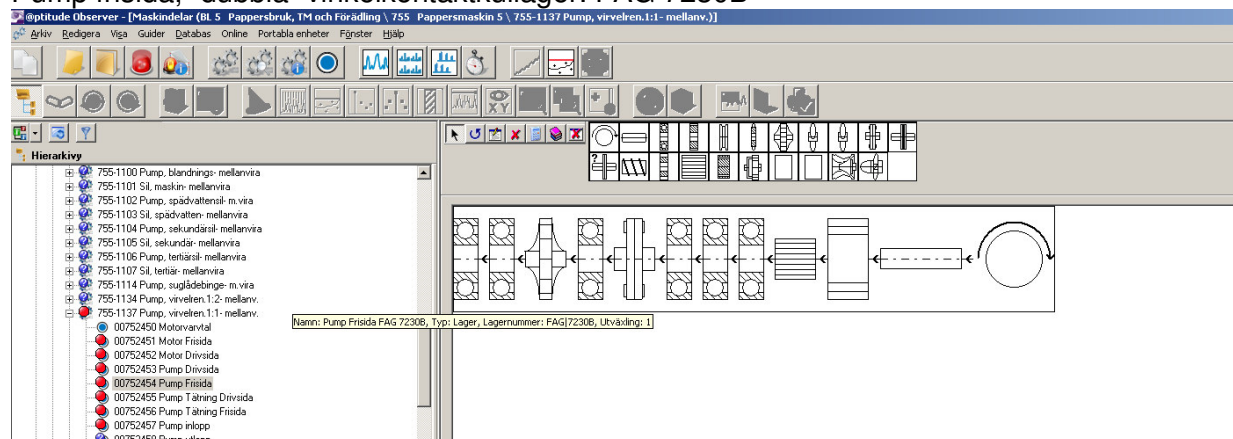 Pump frisida, "dubbla" vinkelkontaktkullager: FAG 7230B
@ptitude Observer - [Maskindelar (BL 5 Pappersbruk, TM och Förädling \ 755 Pappersmaskin 5 \ 755-1137 Pump, virvelren.1:1- mellanv.)]
Arkiv Redigera Visa Guider Databas Online Portabla enheter Fönster Hjälp
Hierarkivy
755-1100 Pump, blandnings- mellanvira
755-1101 Sil, maskin- mellanvira
755-1102 Pump, spädvattensil- m.vira
755-1103 Sil, spädvatten- mellanvira
755-1104 Pump, sekundärsil- mellanvira
755-1105 Sil, sekundär- mellanvira
755-1106 Pump, tertiärsil- mellanvira
755-1107 Sil, tertiär- mellanvira
755-1114 Pump, suglådebinge- m.vira
755-1134 Pump, virvelren.1:2- mellanv.
755-1137 Pump, virvelren.1:1- mellanv.
Namn: Pump Frisida FAG 7230B, Typ: Lager, Lagernummer: FAG|7230B, Utväxling: 1
00752450 Motorvarvtal
00752451 Motor Frisida
00752452 Motor Drivsida
00752453 Pump Drivsida
00752454 Pump Frisida
00752455 Pump Tätning Drivsida
00752456 Pump Tätning Frisida
00752457 Pump inlopp